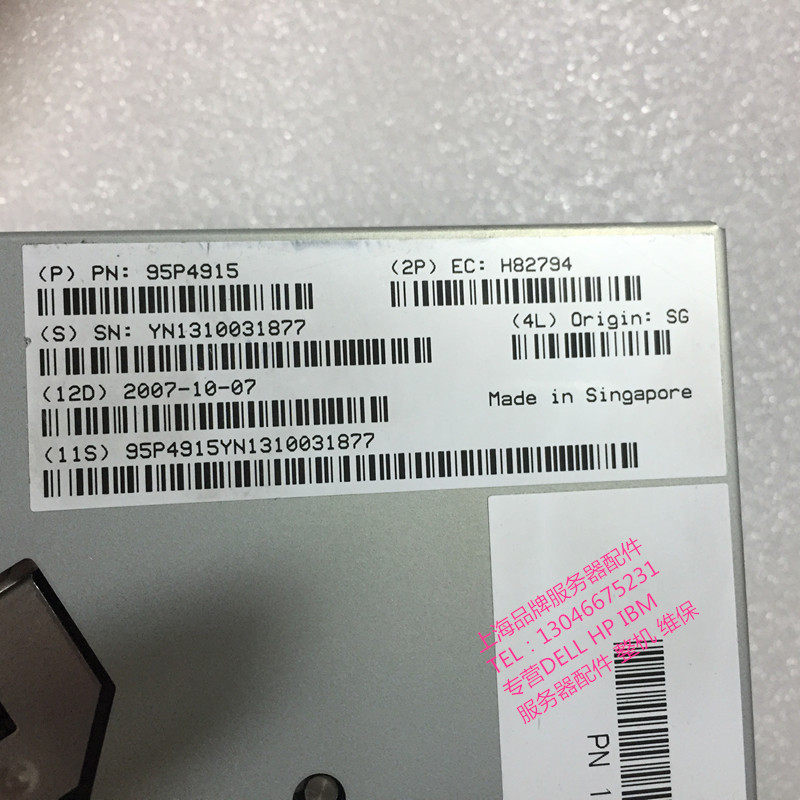 (P) PN: 95P4915
(2P) EC: H82794
(S) SN: YN1310031877
(4L) Origin: SG
(12D) 2007-10-07
Made in Singapore
(11S) 95P4915YN1310031877
上海品牌服务器配件
TEL：13046675231
专营DELL HP IBM
服务器配件 整机 维保
PN 1